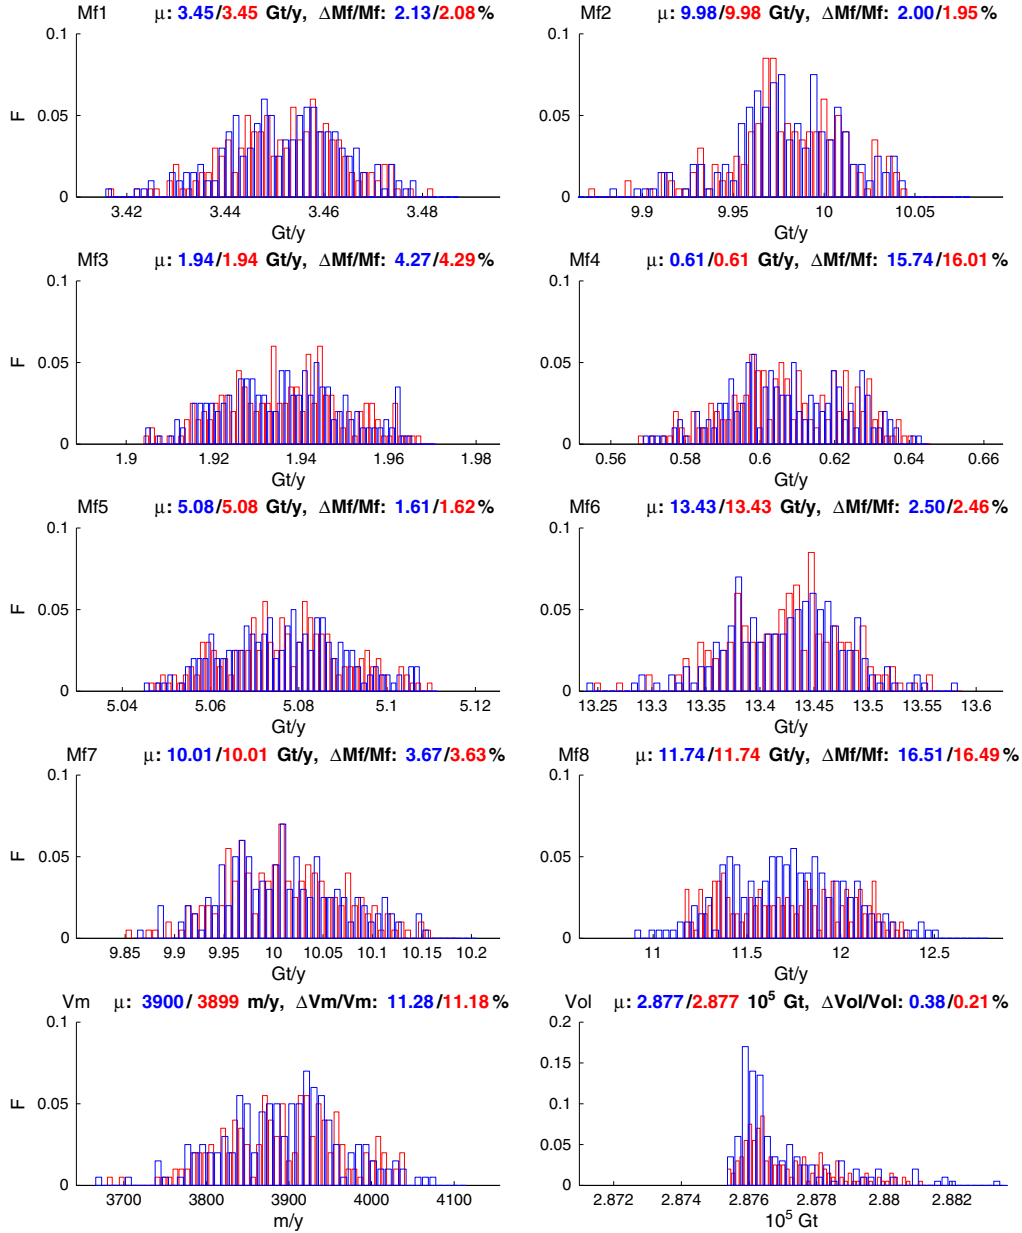 Mf1 μ: 3.45/3.45 Gt/y, ΔMf/Mf: 2.13/2.08%
0.1
0.05
0
F
3.42 3.44 3.46 3.48
Gt/y
Mf2 μ: 9.98/9.98 Gt/y, ΔMf/Mf: 2.00/1.95%
0.1
0.05
0
9.9 9.95 10 10.05
Gt/y
Mf3 μ: 1.94/1.94 Gt/y, ΔMf/Mf: 4.27/4.29%
0.1
0.05
0
F
1.9 1.92 1.94 1.96 1.98
Gt/y
Mf4 μ: 0.61/0.61 Gt/y, ΔMf/Mf: 15.74/16.01%
0.1
0.05
0
0.56 0.58 0.6 0.62 0.64 0.66
Gt/y
Mf5 μ: 5.08/5.08 Gt/y, ΔMf/Mf: 1.61/1.62%
0.1
0.05
0
F
5.04 5.06 5.08 5.1 5.12
Gt/y
Mf6 μ: 13.43/13.43 Gt/y, ΔMf/Mf: 2.50/2.46%
0.1
0.05
0
13.25 13.3 13.35 13.4 13.45 13.5 13.55 13.6
Gt/y
Mf7 μ: 10.01/10.01 Gt/y, ΔMf/Mf: 3.67/3.63%
0.1
0.05
0
F
9.85 9.9 9.95 10 10.05 10.1 10.15 10.2
Gt/y
Mf8 μ: 11.74/11.74 Gt/y, ΔMf/Mf: 16.51/16.49%
0.1
0.05
0
11 11.5 12 12.5
Gt/y
Vm μ: 3900/ 3899 m/y, ΔVm/Vm: 11.28/11.18%
0.1
0.05
0
F
3700 3800 3900 4000 4100
m/y
Vol μ: 2.877/2.877 10⁵ Gt, ΔVol/Vol: 0.38/0.21%
0.2
0.15
0.1
0.05
0
2.872 2.874 2.876 2.878 2.88 2.882
10⁵ Gt